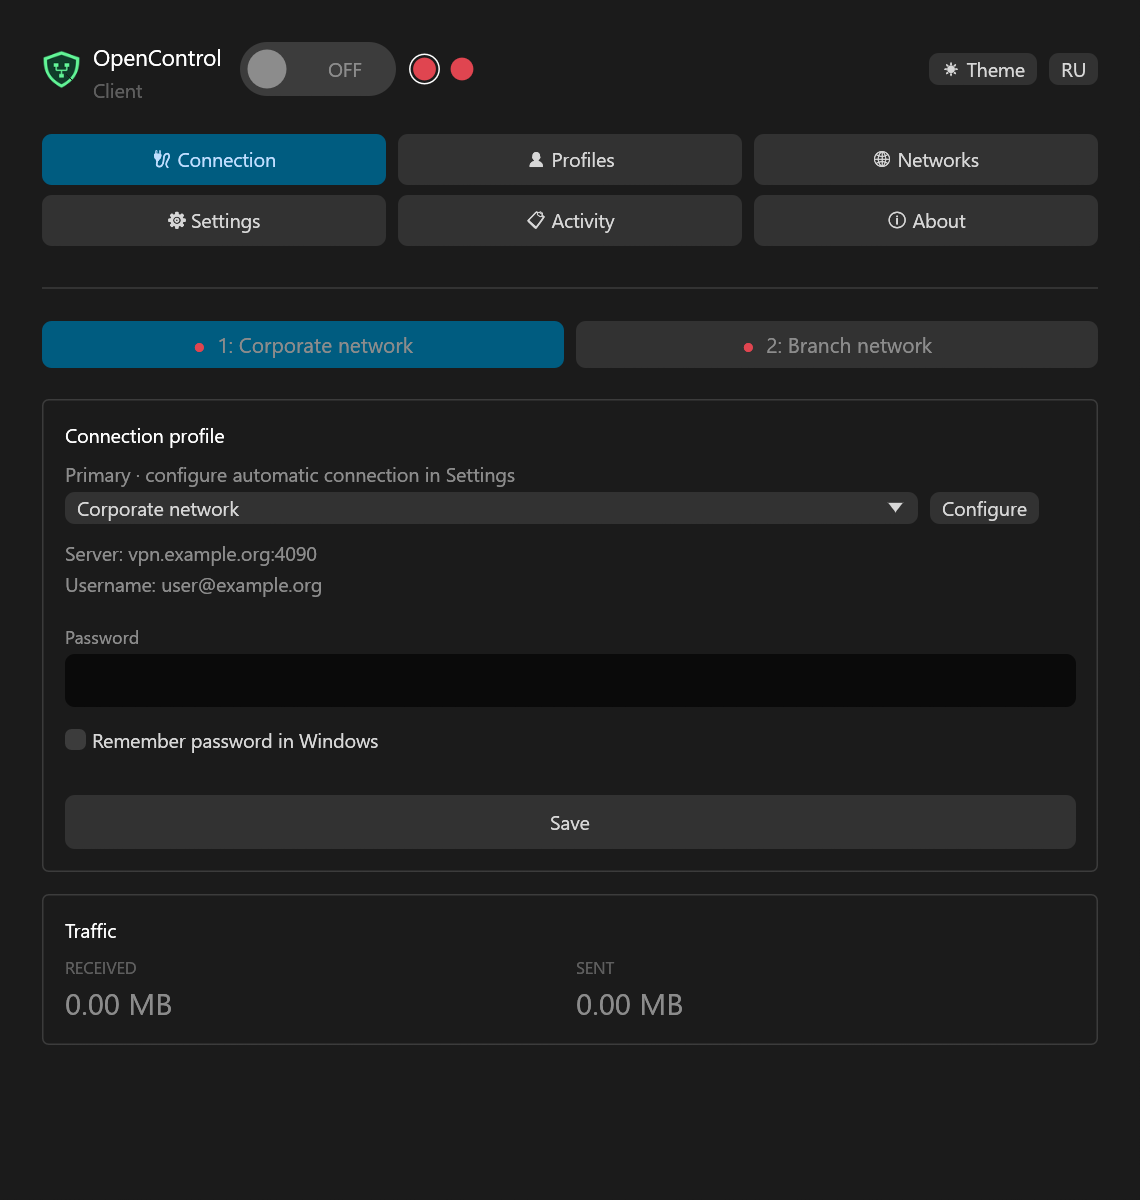 OpenControl
Client
OFF
Theme
RU
Connection
Profiles
Networks
Settings
Activity
About
1: Corporate network
2: Branch network
Connection profile
Primary · configure automatic connection in Settings
Corporate network
Configure
Server: vpn.example.org:4090
Username: user@example.org
Password
Remember password in Windows
Save
Traffic
RECEIVED
SENT
0.00 MB
0.00 MB